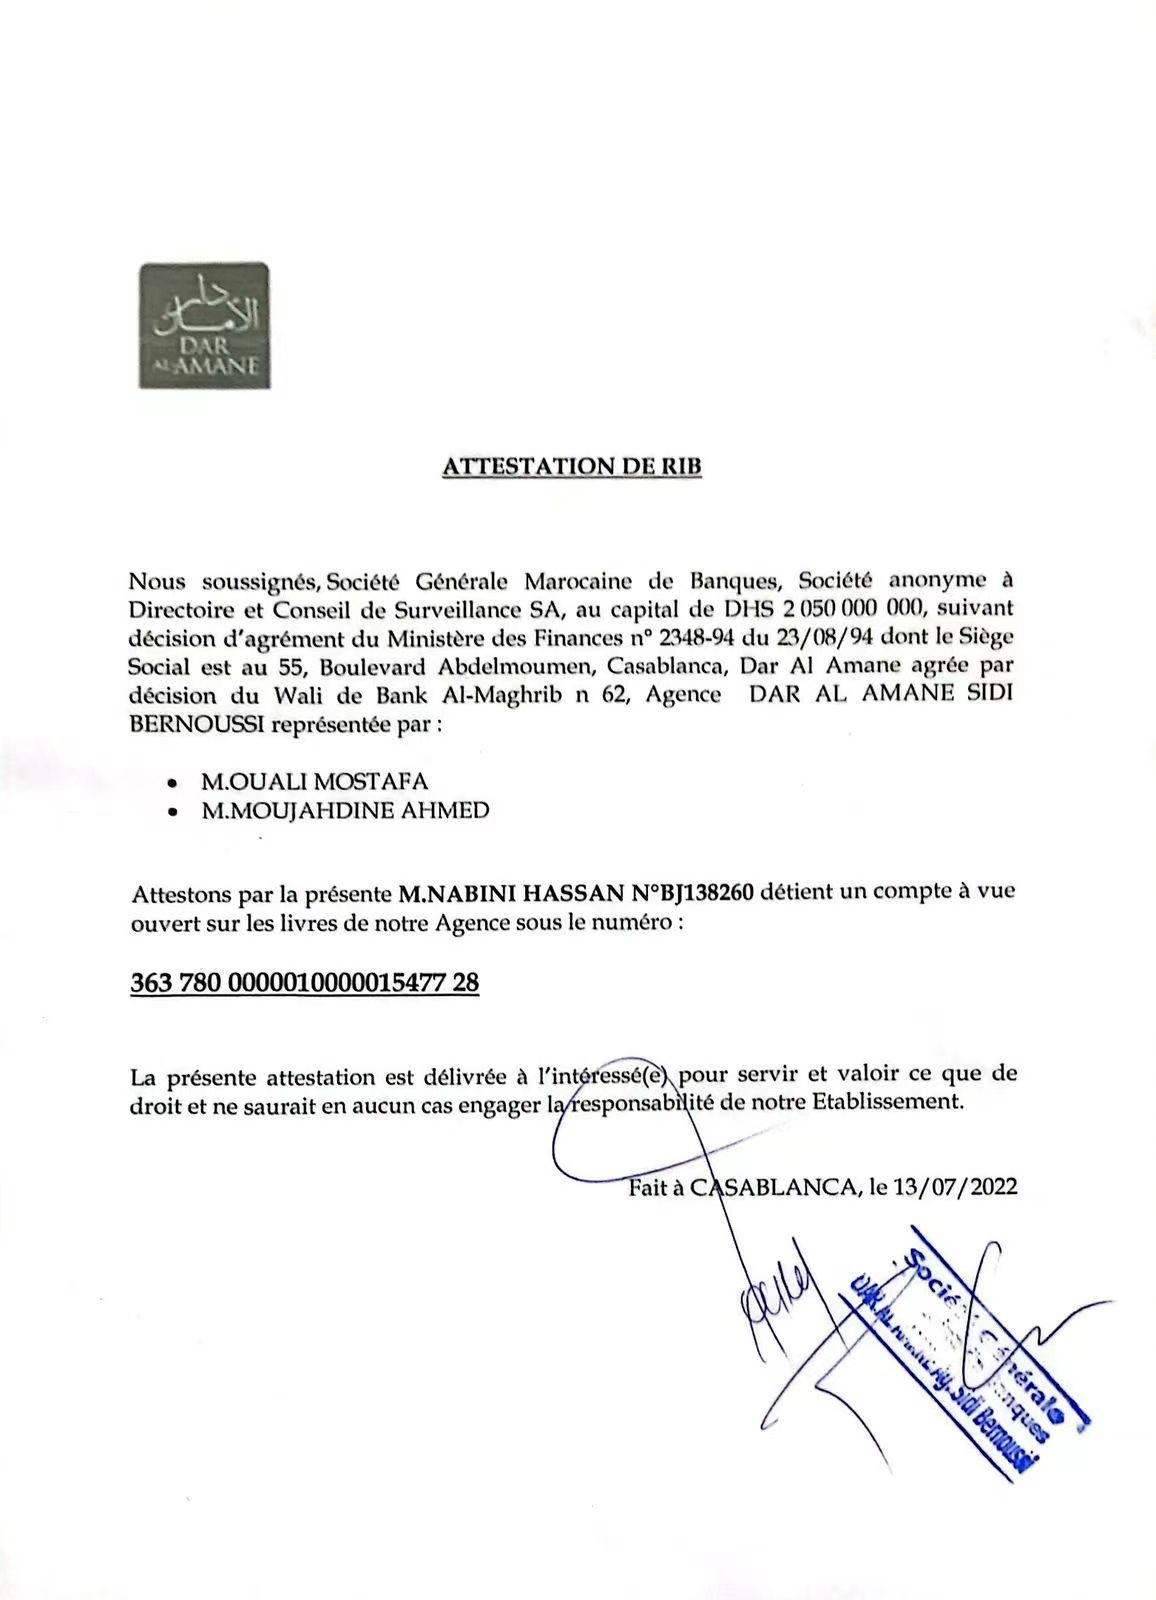 دار
الأمان
DAR
AL-AMANE
ATTESTATION DE RIB
Nous soussignés, Société Générale Marocaine de Banques, Société anonyme à
Directoire et Conseil de Surveillance SA, au capital de DHS 2 050 000 000, suivant
décision d'agrément du Ministère des Finances n° 2348-94 du 23/08/94 dont le Siège
Social est au 55, Boulevard Abdelmoumen, Casablanca, Dar Al Amane agrée par
décision du Wali de Bank Al-Maghrib n 62, Agence DAR AL AMANE SIDI
BERNOUSSI représentée par :
• M.OUALI MOSTAFA
• M.MOUJAHDINE AHMED
Attestons par la présente M.NABINI HASSAN N°BJ138260 détient un compte à vue
ouvert sur les livres de notre Agence sous le numéro :
363 780 0000010000015477 28
La présente attestation est délivrée à l'intéressé(e) pour servir et valoir ce que de
droit et ne saurait en aucun cas engager la responsabilité de notre Etablissement.
Fait à CASABLANCA, le 13/07/2022
Société Générale
Banques
DAR AL AMANE Ag. Sidi Bernoussi